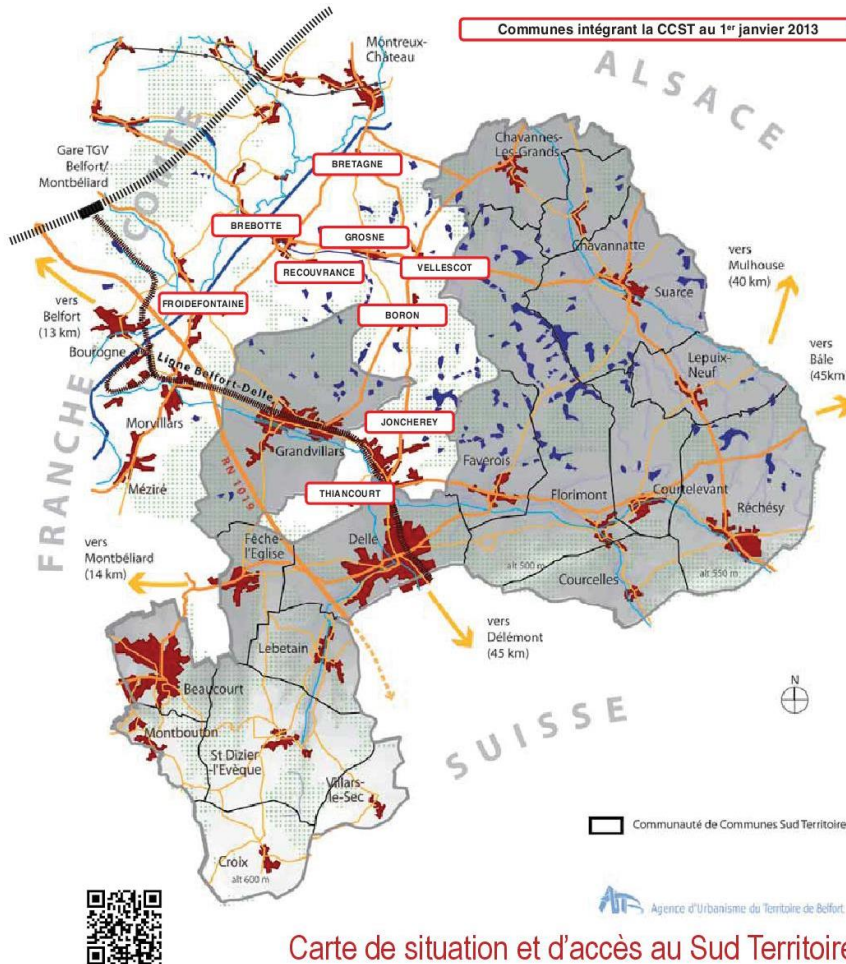 Communes intégrant la CCST au 1er janvier 2013
ALSACE
Montreux-
Château
Chavannes-
Les-Grands
Gare TGV
Belfort/
Montbéliard
FRANCHE - COMTE
BRETAGNE
BREBOTTE
GROSNE
Chavannatte
RECOUVRANCE
VELLESCOT
vers
Mulhouse
(40 km)
Suarce
FROIDEFONTAINE
vers
Belfort
(13 km)
BORON
Bourogne
Ligne Belfort-Delle
Lepuix-
Neuf
vers
Bâle
(45km)
Morvillars
JONCHEREY
Grandvillars
Faverois
Méziré
RN 1019
THIANCOURT
Florimont
Courtelevant
Réchésy
vers
Montbéliard
(14 km)
Fêche-
l'Eglise
Delle
alt 500 m
alt 550 m
Courcelles
vers
Délémont
(45 km)
Lebetain
Beaucourt
N
SUISSE
Montbouton
St Dizier
-l'Evèque
Villars-
le-Sec
Communauté de Communes Sud Territoire
Croix
alt 600 m
Agence d'Urbanisme du Territoire de Belfort
Carte de situation et d'accès au Sud Territoire